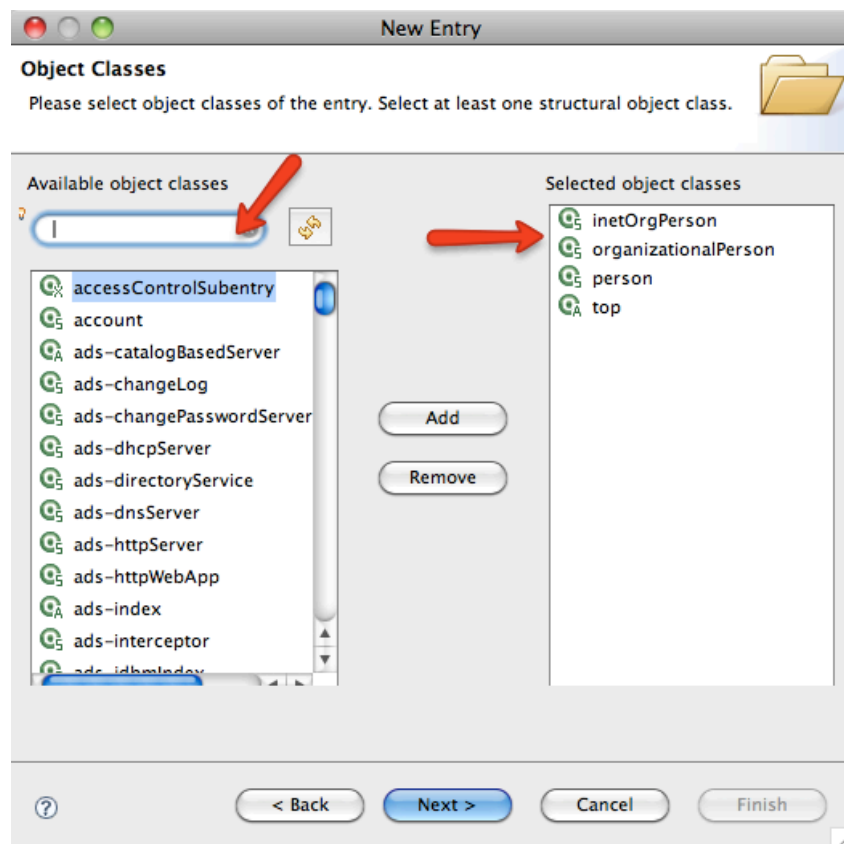 New Entry
Object Classes
Please select object classes of the entry. Select at least one structural object class.
Available object classes
accessControlSubentry
account
ads-catalogBasedServer
ads-changeLog
ads-changePasswordServer
ads-dhcpServer
ads-directoryService
ads-dnsServer
ads-httpServer
ads-httpWebApp
ads-index
ads-interceptor
ads-jdbmIndex
Add
Remove
Selected object classes
inetOrgPerson
organizationalPerson
person
top
?
< Back
Next >
Cancel
Finish